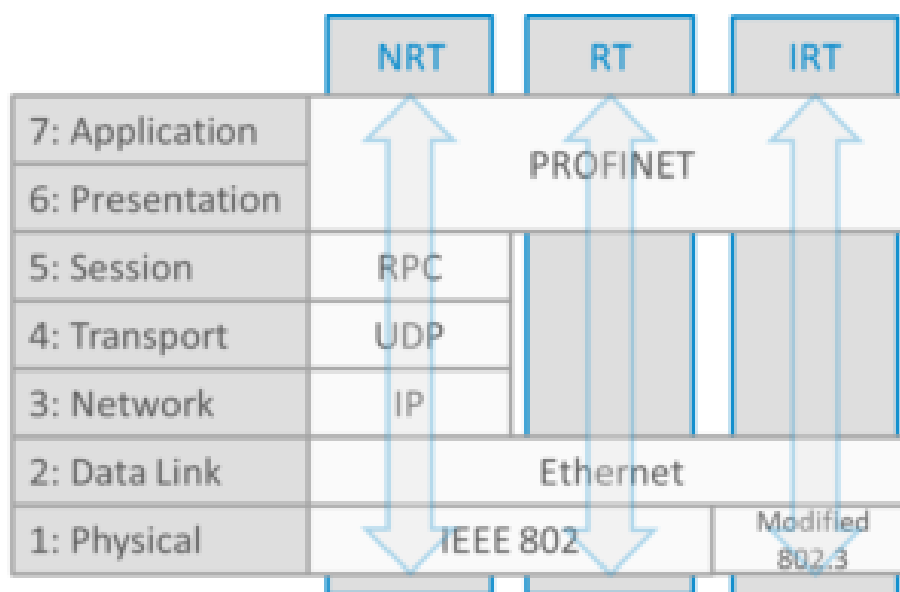 NRT RT IRT
7: Application
PROFINET
6: Presentation
5: Session RPC
4: Transport UDP
3: Network IP
2: Data Link Ethernet
1: Physical IEEE 802 Modified
802.3